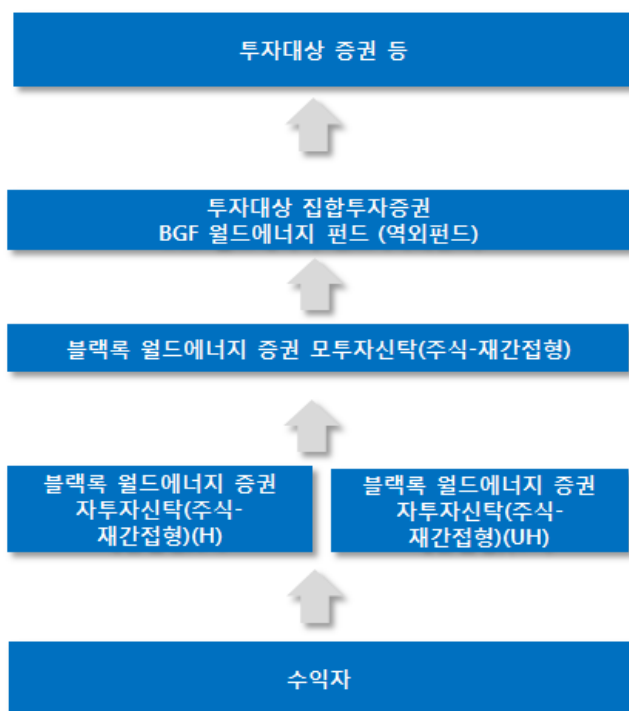 투자대상 증권 등
투자대상 집합투자증권
BGF 월드에너지 펀드 (역외펀드)
블랙록 월드에너지 증권 모투자신탁(주식-재간접형)
블랙록 월드에너지 증권
자투자신탁(주식-
재간접형)(H)
블랙록 월드에너지 증권
자투자신탁(주식-
재간접형)(UH)
수익자